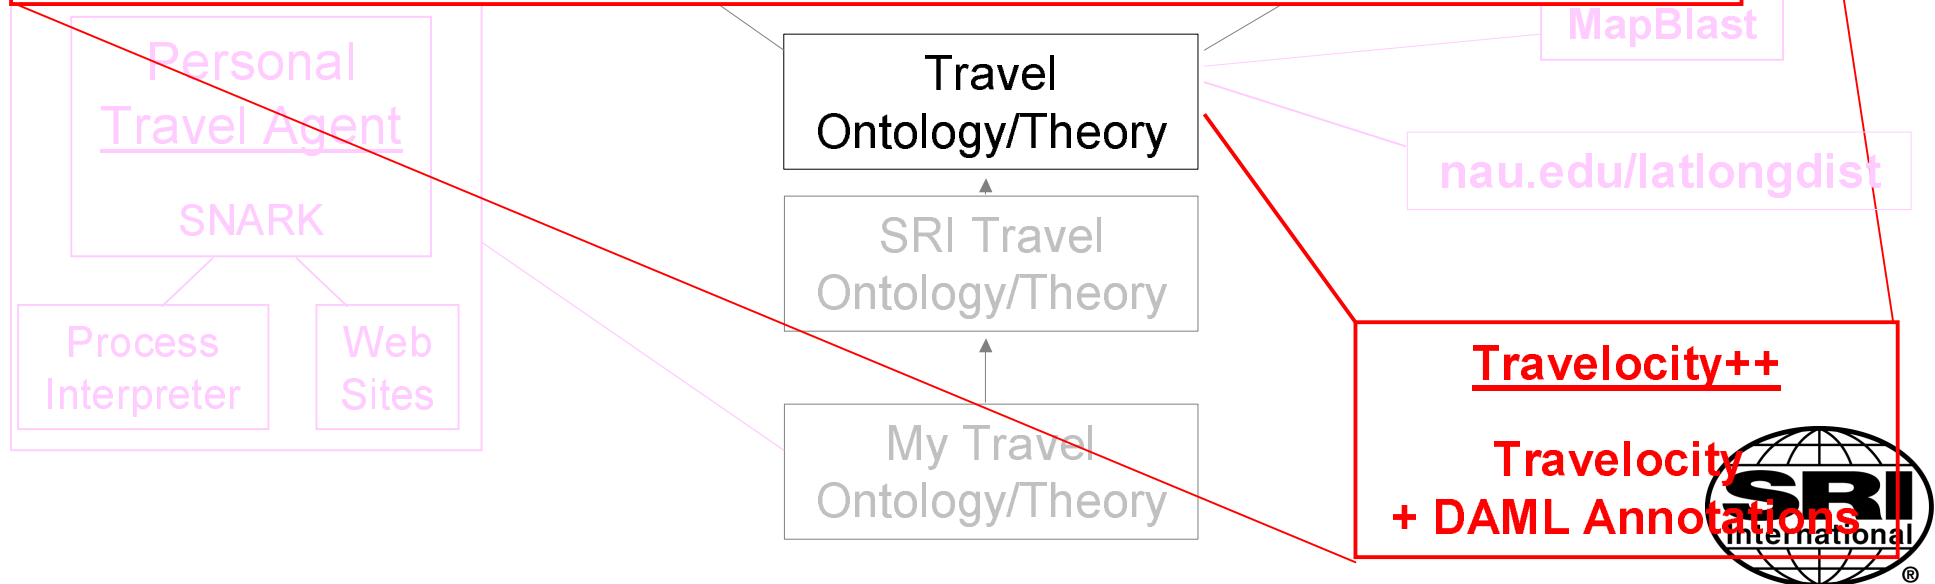 Personal
Travel Agent
SNARK
Process
Interpreter
Web
Sites
Travel
Ontology/Theory
SRI Travel
Ontology/Theory
My Travel
Ontology/Theory
MapBlast
nau.edu/latlongdist
Travelocity++
Travelocity
+ DAML Annotations
SRI
International
®